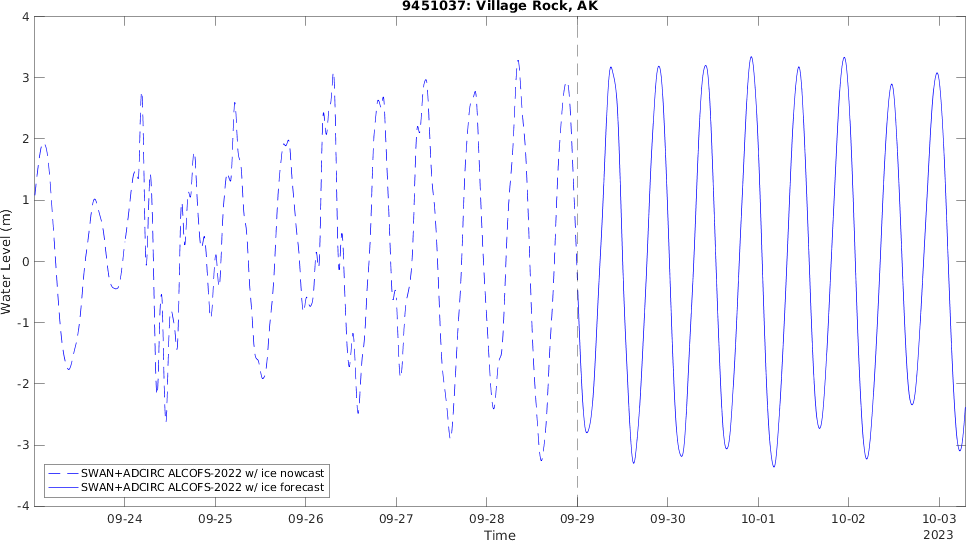 9451037: Village Rock, AK
Water Level (m)
4
3
2
1
0
-1
-2
-3
-4
SWAN+ADCIRC ALCOFS-2022 w/ ice nowcast
SWAN+ADCIRC ALCOFS-2022 w/ ice forecast
09-24 09-25 09-26 09-27 09-28 09-29 09-30 10-01 10-02 10-03
Time 2023